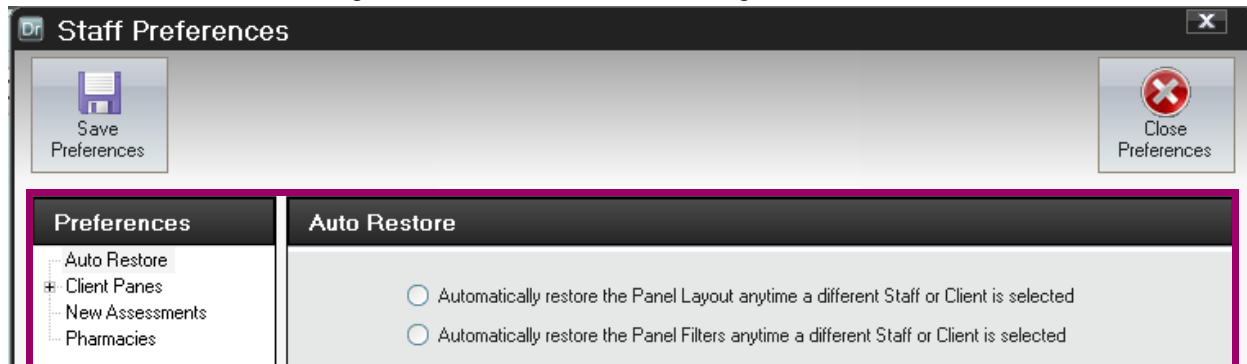 Dr Staff Preferences X
Save
Preferences
Close
Preferences
Preferences
Auto Restore
Client Panes
New Assessments
Pharmacies
Auto Restore
Automatically restore the Panel Layout anytime a different Staff or Client is selected
Automatically restore the Panel Filters anytime a different Staff or Client is selected